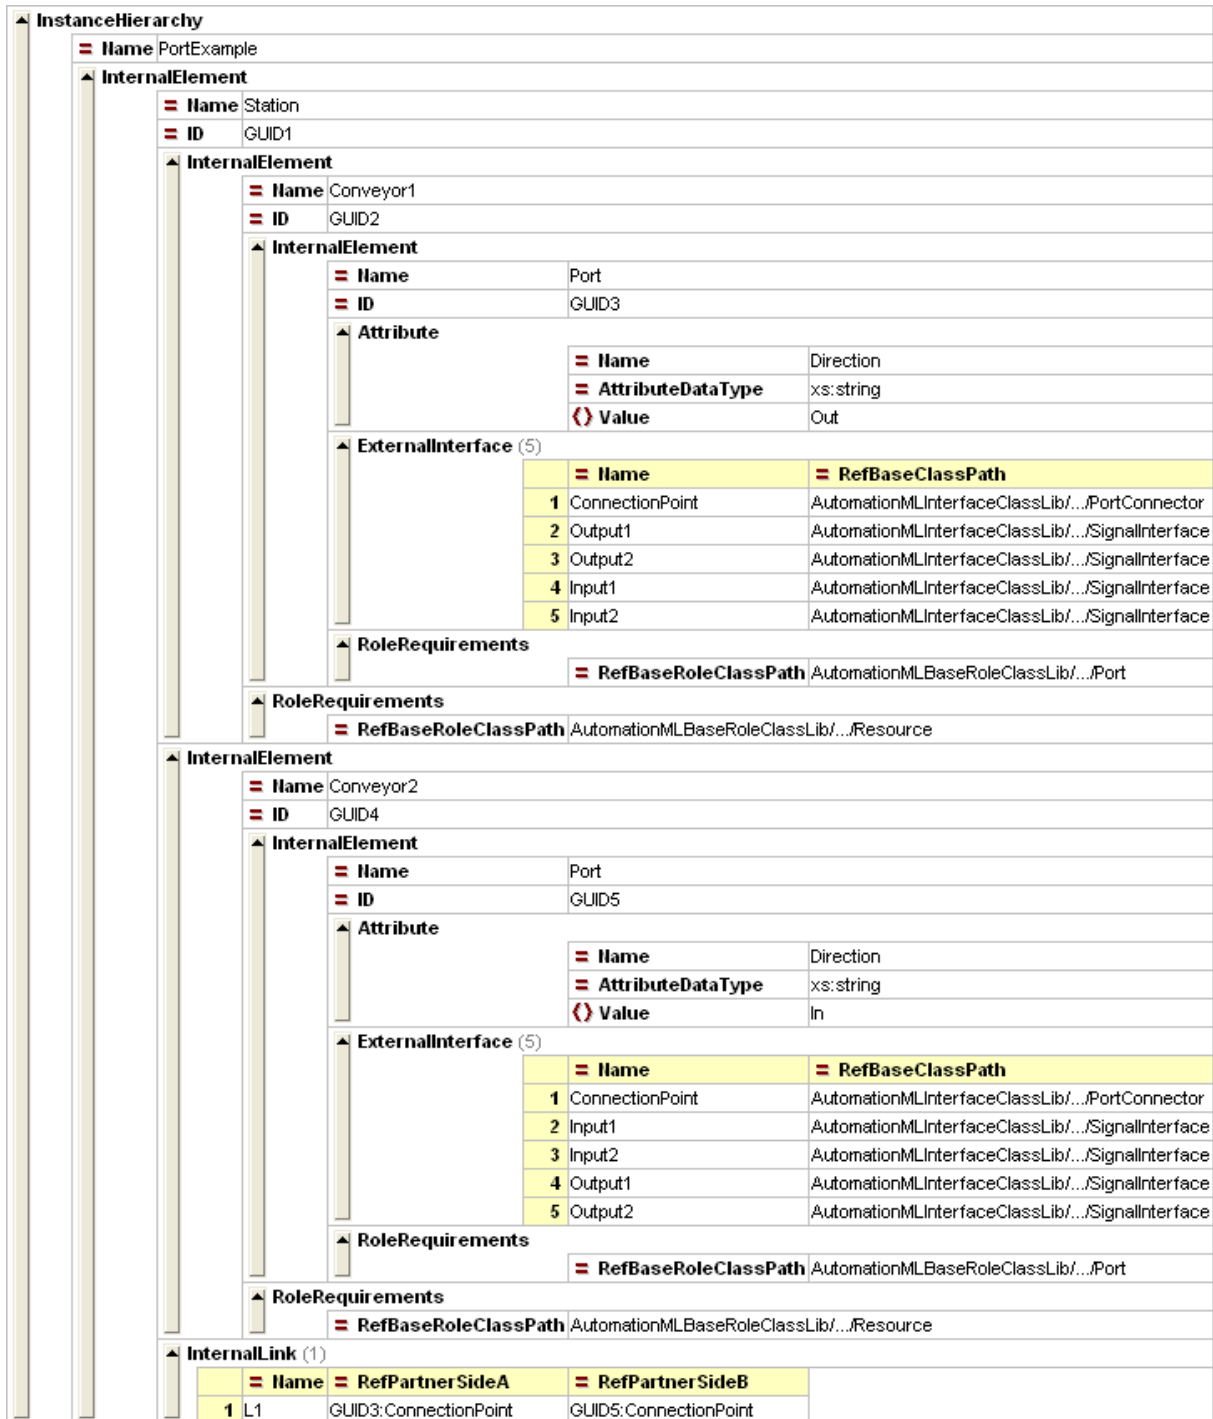 InstanceHierarchy
Name PortExample
InternalElement
Name Station
ID GUID1
InternalElement
Name Conveyor1
ID GUID2
InternalElement
Name Port
ID GUID3
Attribute
Name Direction
AttributeDataType xs:string
Value Out
ExternalInterface (5)
Name RefBaseClassPath
1 ConnectionPoint AutomationMLInterfaceClassLib/.../PortConnector
2 Output1 AutomationMLInterfaceClassLib/.../SignalInterface
3 Output2 AutomationMLInterfaceClassLib/.../SignalInterface
4 Input1 AutomationMLInterfaceClassLib/.../SignalInterface
5 Input2 AutomationMLInterfaceClassLib/.../SignalInterface
RoleRequirements
RefBaseRoleClassPath AutomationMLBaseRoleClassLib/.../Port
RoleRequirements
RefBaseRoleClassPath AutomationMLBaseRoleClassLib/.../Resource
InternalElement
Name Conveyor2
ID GUID4
InternalElement
Name Port
ID GUID5
Attribute
Name Direction
AttributeDataType xs:string
Value In
ExternalInterface (5)
Name RefBaseClassPath
1 ConnectionPoint AutomationMLInterfaceClassLib/.../PortConnector
2 Input1 AutomationMLInterfaceClassLib/.../SignalInterface
3 Input2 AutomationMLInterfaceClassLib/.../SignalInterface
4 Output1 AutomationMLInterfaceClassLib/.../SignalInterface
5 Output2 AutomationMLInterfaceClassLib/.../SignalInterface
RoleRequirements
RefBaseRoleClassPath AutomationMLBaseRoleClassLib/.../Port
RoleRequirements
RefBaseRoleClassPath AutomationMLBaseRoleClassLib/.../Resource
InternalLink (1)
Name RefPartnerSideA RefPartnerSideB
1 L1 GUID3:ConnectionPoint GUID5:ConnectionPoint